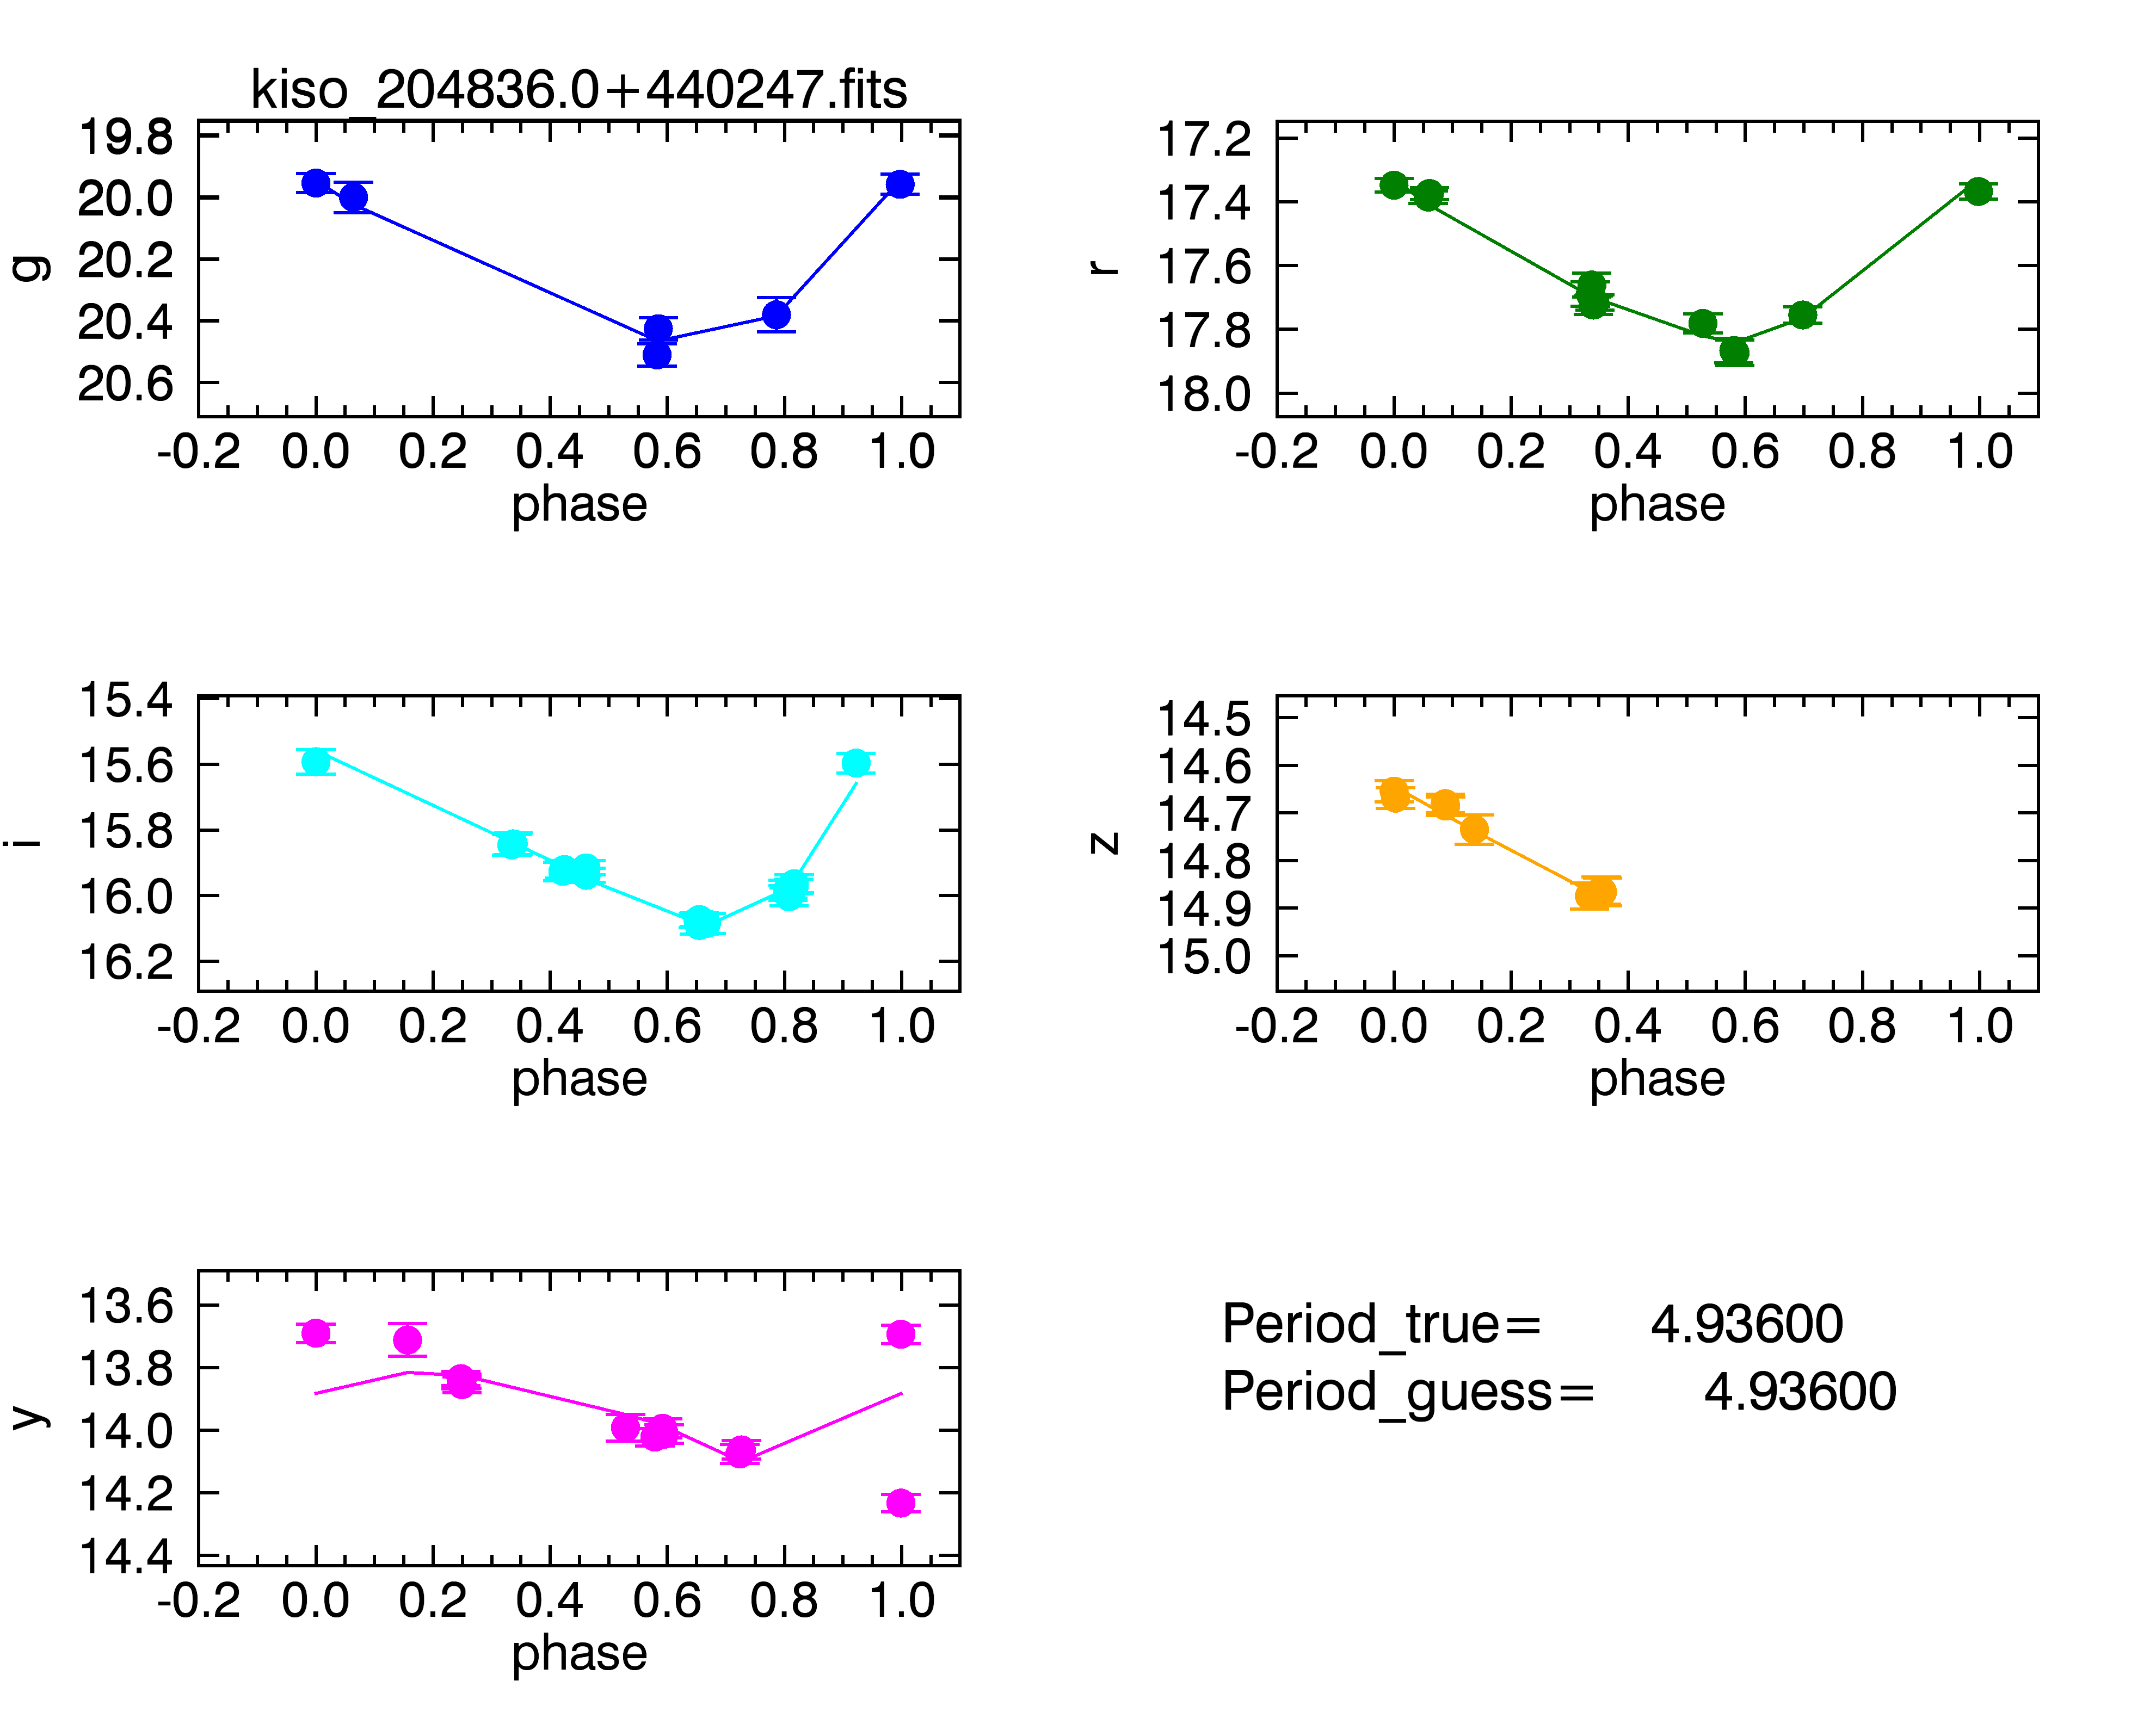 kiso_204836.0+440247.fits
19.8
20.0
20.2
20.4
20.6
g
-0.2 0.0 0.2 0.4 0.6 0.8 1.0
phase
17.2
17.4
17.6
17.8
18.0
r
-0.2 0.0 0.2 0.4 0.6 0.8 1.0
phase
15.4
15.6
15.8
16.0
16.2
i
-0.2 0.0 0.2 0.4 0.6 0.8 1.0
phase
14.5
14.6
14.7
14.8
14.9
15.0
z
-0.2 0.0 0.2 0.4 0.6 0.8 1.0
phase
13.6
13.8
14.0
14.2
14.4
y
-0.2 0.0 0.2 0.4 0.6 0.8 1.0
phase
Period_true= 4.93600
Period_guess= 4.93600